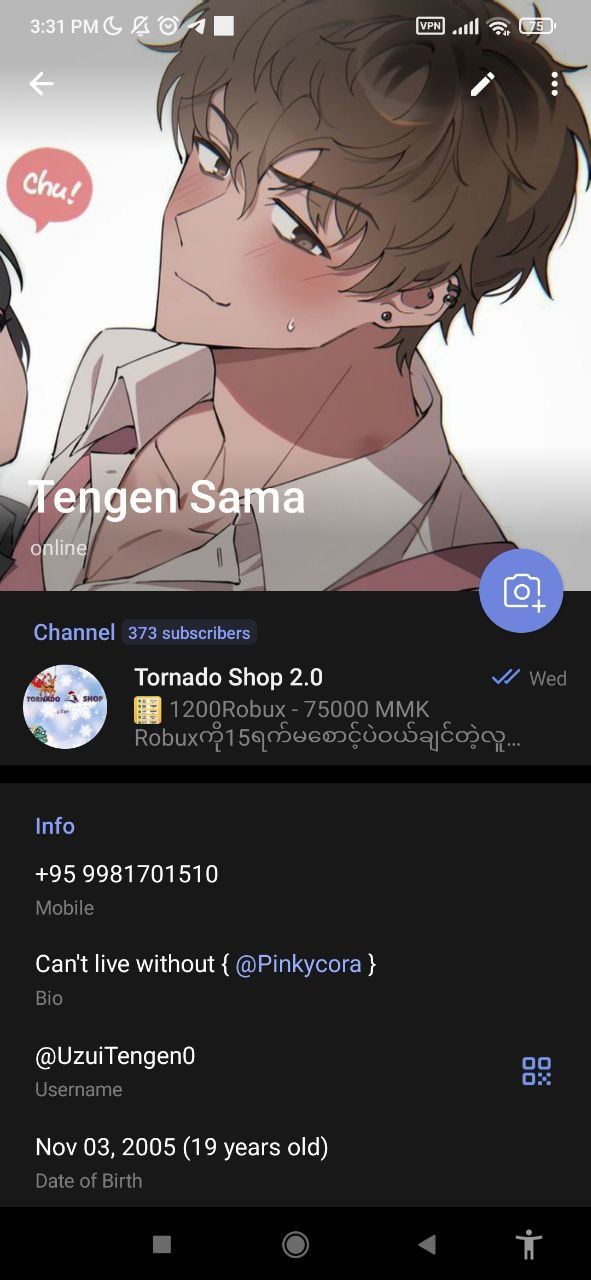 3:31 PM
VPN
75
chu!
Tengen Sama
online
Channel 373 subscribers
Tornado Shop 2.0
Wed
1200Robux - 75000 MMK
Robuxကို15ရက်မစောင့်ပဲဝယ်ချင်တဲ့လူ...
TORNADO SHOP
Info
+95 9981701510
Mobile
Can't live without { @Pinkycora }
Bio
@UzuiTengen0
Username
Nov 03, 2005 (19 years old)
Date of Birth